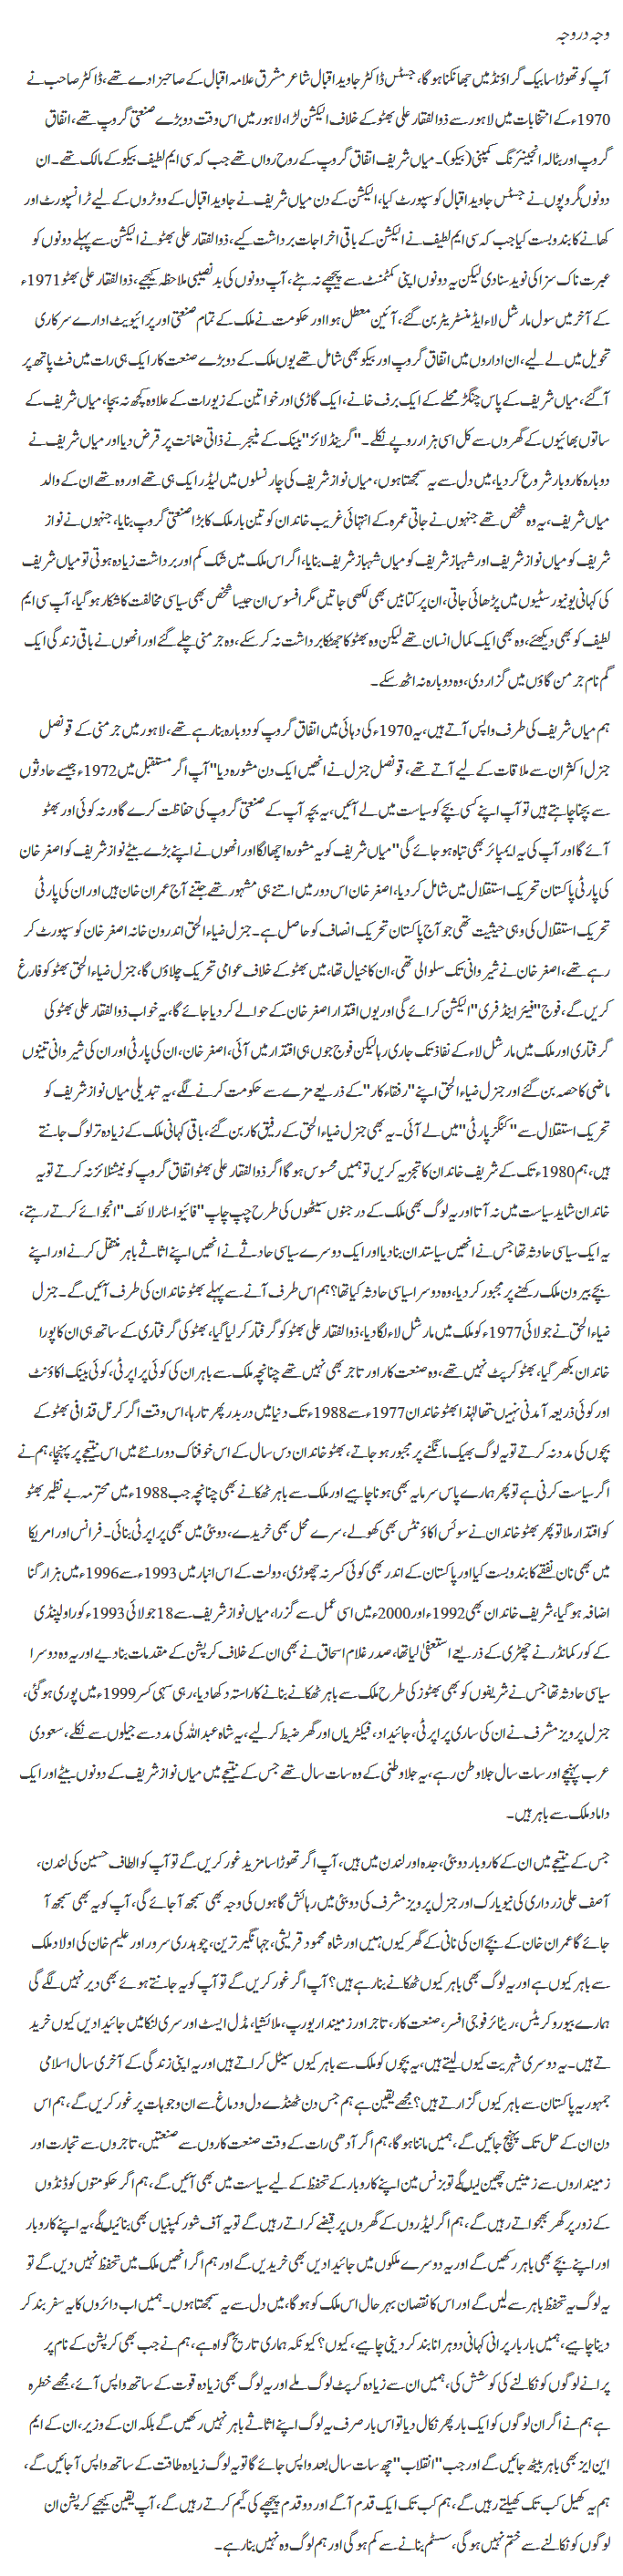 وجہ در وجہ
آپ کو تھوڑا سا بیک گراؤنڈ میں جھانکنا ہو گا، جسٹس ڈاکٹر جاوید اقبال شاعر مشرق علامہ اقبال کے صاحبزادے تھے، ڈاکٹر صاحب نے
1970ء کے انتخابات میں لاہور سے ذوالفقار علی بھٹو کے خلاف الیکشن لڑا، لاہور میں اس وقت دو بڑے صنعتی گروپ تھے، اتفاق
گروپ اور بٹالہ انجینئرنگ کمپنی (بیکو)۔ میاں شریف اتفاق گروپ کے روح رواں تھے جب کہ سی ایم لطیف بیکو کے مالک تھے۔ ان
دونوں گروپوں نے جسٹس جاوید اقبال کو سپورٹ کیا، الیکشن کے دن میاں شریف نے جاوید اقبال کے ووٹروں کے لیے ٹرانسپورٹ اور
کھانے کا بندوبست کیا جب کہ سی ایم لطیف نے الیکشن کے باقی اخراجات برداشت کیے، ذوالفقار علی بھٹو نے الیکشن سے پہلے دونوں کو
عبرت ناک سزا کی نوید سنا دی لیکن یہ دونوں اپنی کمٹمنٹ سے پیچھے نہ ہٹے، آپ دونوں کی بدنصیبی ملاحظہ کیجیے، ذوالفقار علی بھٹو 1971ء
کے آخر میں سول مارشل لاء ایڈمنسٹریٹر بن گئے، آئین معطل ہوا اور حکومت نے ملک کے تمام صنعتی اور پرائیویٹ ادارے سرکاری
تحویل میں لے لیے، ان اداروں میں اتفاق گروپ اور بیکو بھی شامل تھے یوں ملک کے دو بڑے صنعت کار ایک ہی رات میں فٹ پاتھ پر
آ گئے، میاں شریف کے پاس چنگڑ محلے کے ایک برف خانے، ایک گاڑی اور خواتین کے زیورات کے علاوہ کچھ نہ بچا، میاں شریف کے
ساتوں بھائیوں کے گھروں سے کل اسی ہزار روپے نکلے۔ "گرینڈ لائز" بینک کے منیجر نے ذاتی ضمانت پر قرض دیا اور میاں شریف نے
دوبارہ کاروبار شروع کر دیا، میں دل سے یہ سمجھتا ہوں، میاں نواز شریف کی چار نسلوں میں لیڈر ایک ہی تھے اور وہ تھے ان کے والد
میاں شریف، یہ وہ شخص تھے جنہوں نے جاتی عمرہ کے انتہائی غریب خاندان کو تین بار ملک کا بڑا صنعتی گروپ بنایا، جنہوں نے نواز
شریف کو میاں نواز شریف اور شہباز شریف کو میاں شہباز شریف بنایا، اگر اس ملک میں شک کم اور برداشت زیادہ ہوتی تو میاں شریف
کی کہانی یونیورسٹیوں میں پڑھائی جاتی، ان پر کتابیں بھی لکھی جاتیں مگر افسوس ان جیسا شخص بھی سیاسی مخالفت کا شکار ہو گیا، آپ سی ایم
لطیف کو بھی دیکھئے، وہ بھی ایک کمال انسان تھے لیکن وہ بھٹو کا جھٹکا برداشت نہ کر سکے، وہ جرمنی چلے گئے اور انھوں نے باقی زندگی ایک
گم نام جرمن گاؤں میں گزار دی، وہ دوبارہ نہ اٹھ سکے۔
ہم میاں شریف کی طرف واپس آتے ہیں، یہ 1970ء کی دہائی میں اتفاق گروپ کو دوبارہ بنا رہے تھے، لاہور میں جرمنی کے قونصل
جنرل اکثر ان سے ملاقات کے لیے آتے تھے، قونصل جنرل نے انھیں ایک دن مشورہ دیا "آپ اگر مستقبل میں 1972ء جیسے حادثوں
سے بچنا چاہتے ہیں تو آپ اپنے کسی بچے کو سیاست میں لے آئیں، یہ بچہ آپ کے صنعتی گروپ کی حفاظت کرے گا ورنہ کوئی اور بھٹو
آئے گا اور آپ کی یہ ایمپائر بھی تباہ ہو جائے گی" میاں شریف کو یہ مشورہ اچھا لگا اور انھوں نے اپنے بڑے بیٹے نواز شریف کو اصغر خان
کی پارٹی پاکستان تحریک استقلال میں شامل کر دیا، اصغر خان اس دور میں اتنے ہی مشہور تھے جتنے آج عمران خان ہیں اور ان کی پارٹی
تحریک استقلال کی وہی حیثیت تھی جو آج پاکستان تحریک انصاف کو حاصل ہے۔ جنرل ضیاء الحق اندرون خانہ اصغر خان کو سپورٹ کر
رہے تھے، اصغر خان نے شیروانی تک سلوا لی تھی، ان کا خیال تھا، میں بھٹو کے خلاف عوامی تحریک چلاؤں گا، جنرل ضیاء الحق بھٹو کو فارغ
کریں گے، فوج "فیئر اینڈ فری" الیکشن کرائے گی اور یوں اقتدار اصغر خان کے حوالے کر دیا جائے گا، یہ خواب ذوالفقار علی بھٹو کی
گرفتاری اور ملک میں مارشل لاء کے نفاذ تک جاری رہا لیکن فوج جوں ہی اقتدار میں آئی، اصغر خان، ان کی پارٹی اور ان کی شیروانی تینوں
ماضی کا حصہ بن گئے اور جنرل ضیاء الحق اپنے "رفقاء کار" کے ذریعے مزے سے حکومت کرنے لگے، یہ تبدیلی میاں نواز شریف کو
تحریک استقلال سے "کنگز پارٹی" میں لے آئی۔ یہ بھی جنرل ضیاء الحق کے رفیق کار بن گئے، باقی کہانی ملک کے زیادہ تر لوگ جانتے
ہیں، ہم 1980ء تک کے شریف خاندان کا تجزیہ کریں تو ہمیں محسوس ہو گا اگر ذوالفقار علی بھٹو اتفاق گروپ کو نیشنلائز نہ کرتے تو یہ
خاندان شاید سیاست میں نہ آتا اور یہ لوگ بھی ملک کے درجنوں سیٹھوں کی طرح چپ چاپ "فائیو اسٹار لائف" انجوائے کرتے رہتے،
یہ ایک سیاسی حادثہ تھا جس نے انھیں سیاستدان بنا دیا اور ایک دوسرے سیاسی حادثے نے انھیں اپنے اثاثے باہر منتقل کرنے اور اپنے
بچے بیرون ملک رکھنے پر مجبور کر دیا، وہ دوسرا سیاسی حادثہ کیا تھا؟ ہم اس طرف آنے سے پہلے بھٹو خاندان کی طرف آئیں گے۔ جنرل
ضیاء الحق نے جولائی 1977ء کو ملک میں مارشل لاء لگا دیا، ذوالفقار علی بھٹو کو گرفتار کر لیا گیا، بھٹو کی گرفتاری کے ساتھ ہی ان کا پورا
خاندان بکھر گیا، بھٹو کرپٹ نہیں تھے، وہ صنعت کار اور تاجر بھی نہیں تھے چنانچہ ملک سے باہر ان کی کوئی پراپرٹی، کوئی بینک اکاؤنٹ
اور کوئی ذریعہ آمدنی نہیں تھا لہٰذا بھٹو خاندان 1977ء سے 1988ء تک دنیا میں دربدر پھرتا رہا، اس وقت اگر کرنل قذافی بھٹو کے
بچوں کی مدد نہ کرتے تو یہ لوگ بھیک مانگنے پر مجبور ہو جاتے، بھٹو خاندان دس سال کے اس خوفناک دورانئے میں اس نتیجے پر پہنچا، ہم نے
اگر سیاست کرنی ہے تو پھر ہمارے پاس سرمایہ بھی ہونا چاہیے اور ملک سے باہر ٹھکانے بھی چنانچہ جب 1988ء میں محترمہ بے نظیر بھٹو
کو اقتدار ملا تو پھر بھٹو خاندان نے سوئس اکاؤنٹس بھی کھولے، سرے محل بھی خریدے، دوبئی میں بھی پراپرٹی بنائی۔ فرانس اور امریکا
میں بھی نان نفقے کا بندوبست کیا اور پاکستان کے اندر بھی کوئی کسر نہ چھوڑی، دولت کے اس انبار میں 1993ء سے 1996ء میں ہزار گنا
اضافہ ہو گیا، شریف خاندان بھی 1992ء اور 2000ء میں اسی عمل سے گزرا، میاں نواز شریف سے 18 جولائی 1993ء کو راولپنڈی
کے کور کمانڈر نے چھڑی کے ذریعے استعفیٰ لیا تھا، صدر غلام اسحاق نے بھی ان کے خلاف کرپشن کے مقدمات بنا دیے اور یہ وہ دوسرا
سیاسی حادثہ تھا جس نے شریفوں کو بھی بھٹوز کی طرح ملک سے باہر ٹھکانے بنانے کا راستہ دکھا دیا، رہی سہی کسر 1999ء میں پوری ہو گئی،
جنرل پرویز مشرف نے ان کی ساری پراپرٹی، جائیداد، فیکٹریاں اور گھر ضبط کر لیے، یہ شاہ عبداللہ کی مدد سے جیلوں سے نکلے، سعودی
عرب پہنچے اور سات سال جلاوطن رہے، یہ جلاوطنی کے وہ سات سال تھے جس کے نتیجے میں میاں نواز شریف کے دونوں بیٹے اور ایک
داماد ملک سے باہر ہیں۔
جس کے نتیجے میں ان کے کاروبار دوبئی، جدہ اور لندن میں ہیں، آپ اگر تھوڑا سا مزید غور کریں گے تو آپ کو الطاف حسین کی لندن،
آصف علی زرداری کی نیویارک اور جنرل پرویز مشرف کی دوبئی میں رہائش گاہوں کی وجہ بھی سمجھ آ جائے گی، آپ کو یہ بھی سمجھ آ
جائے گا عمران خان کے بچے ان کی نانی کے گھر کیوں ہیں اور شاہ محمود قریشی، جہانگیر ترین، چوہدری سرور اور علیم خان کی اولاد ملک
سے باہر کیوں ہے اور یہ لوگ بھی باہر کیوں ٹھکانے بنا رہے ہیں؟ آپ اگر غور کریں گے تو آپ کو یہ جانتے ہوئے بھی دیر نہیں لگے گی
ہمارے بیوروکریٹس، ریٹائر فوجی افسر، صنعت کار، تاجر اور زمیندار یورپ، ملائشیا، مڈل ایسٹ اور سری لنکا میں جائیدادیں کیوں خرید
تے ہیں۔ یہ دوسری شہریت کیوں لیتے ہیں، یہ بچوں کو ملک سے باہر کیوں سیٹل کراتے ہیں اور یہ اپنی زندگی کے آخری سال اسلامی
جمہوریہ پاکستان سے باہر کیوں گزارتے ہیں؟ مجھے یقین ہے ہم جس دن ٹھنڈے دل و دماغ سے ان وجوہات پر غور کریں گے، ہم اس
دن ان کے حل تک پہنچ جائیں گے، ہمیں ماننا ہو گا، ہم اگر آدھی رات کے وقت صنعت کاروں سے صنعتیں، تاجروں سے تجارت اور
زمینداروں سے زمینیں چھین لیں گے تو بزنس مین اپنے کاروبار کے تحفظ کے لیے سیاست میں بھی آئیں گے، ہم اگر حکومتوں کو ڈنڈوں
کے زور پر گھر بھجواتے رہیں گے، ہم اگر لیڈروں کے گھروں پر قبضے کراتے رہیں گے تو یہ آف شور کمپنیاں بھی بنائیں گے، یہ اپنے کاروبار
اور اپنے بچے بھی باہر رکھیں گے اور یہ دوسرے ملکوں میں جائیدادیں بھی خریدیں گے اور ہم اگر انھیں ملک میں تحفظ نہیں دیں گے تو
یہ لوگ یہ تحفظ باہر سے لیں گے اور اس کا نقصان بہرحال اس ملک کو ہو گا، میں دل سے یہ سمجھتا ہوں۔ ہمیں اب دائروں کا یہ سفر بند کر
دینا چاہیے، ہمیں بار بار پرانی کہانی دوہرانا بند کر دینی چاہیے، کیوں؟ کیونکہ ہماری تاریخ گواہ ہے، ہم نے جب بھی کرپشن کے نام پر
پرانے لوگوں کو نکالنے کی کوشش کی، ہمیں ان سے زیادہ کرپٹ لوگ ملے اور یہ لوگ بھی زیادہ قوت کے ساتھ واپس آئے، مجھے خطرہ
ہے ہم نے اگر ان لوگوں کو ایک بار پھر نکال دیا تو اس بار صرف یہ لوگ اپنے اثاثے باہر نہیں رکھیں گے بلکہ ان کے وزیر، ان کے ایم
این ایز بھی باہر بیٹھ جائیں گے اور جب "انقلاب" چھ سات سال بعد واپس جائے گا تو یہ لوگ زیادہ طاقت کے ساتھ واپس آ جائیں گے،
ہم یہ کھیل کب تک کھیلتے رہیں گے، ہم کب تک ایک قدم آگے اور دو قدم پیچھے کی گیم کرتے رہیں گے، آپ یقین کیجیے کرپشن ان
لوگوں کو نکالنے سے ختم نہیں ہو گی، سسٹم بنانے سے کم ہو گی اور ہم لوگ وہ نہیں بنا رہے۔